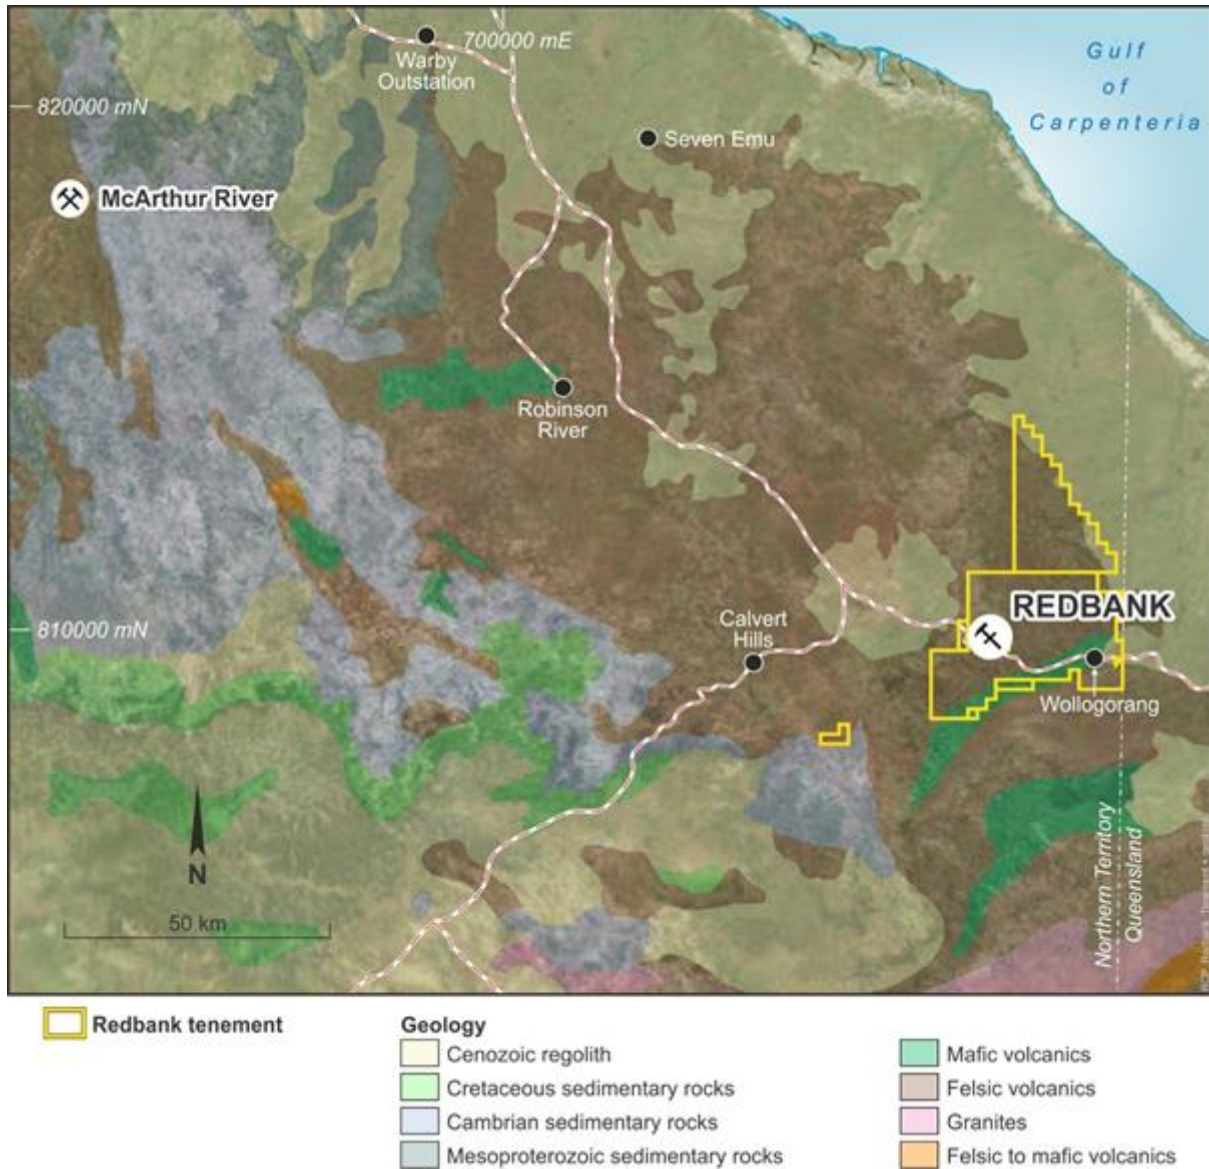 700000 mE
Warby
Outstation
Gulf
of
Carpenteria
820000 mN
Seven Emu
McArthur River
Robinson
River
REDBANK
Calvert
Hills
810000 mN
Wollogorang
N
50 km
Northern Territory
Queensland
Redbank tenement
Geology
Cenozoic regolith
Cretaceous sedimentary rocks
Cambrian sedimentary rocks
Mesoproterozoic sedimentary rocks
Mafic volcanics
Felsic volcanics
Granites
Felsic to mafic volcanics